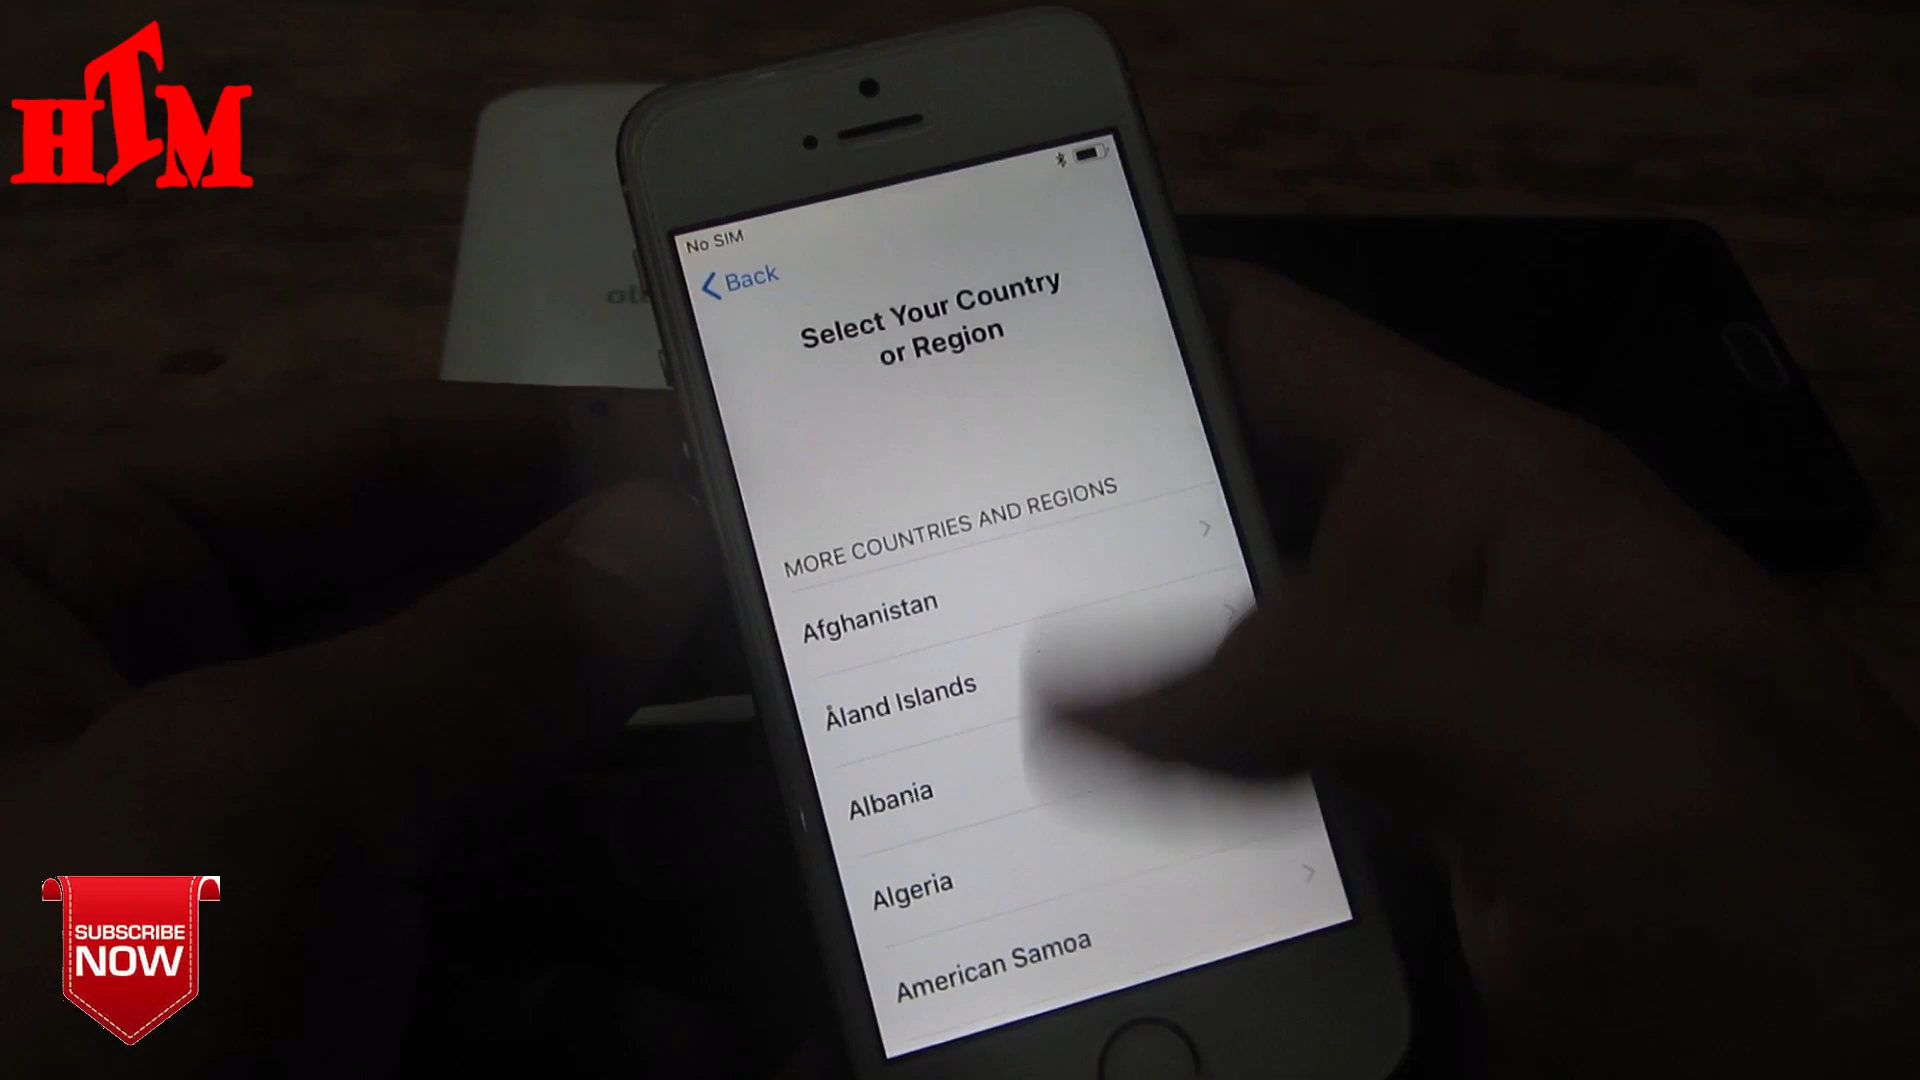 HTM
No SIM
Back
Select Your Country
or Region
MORE COUNTRIES AND REGIONS
Afghanistan
Åland Islands
Albania
Algeria
American Samoa
SUBSCRIBE
NOW